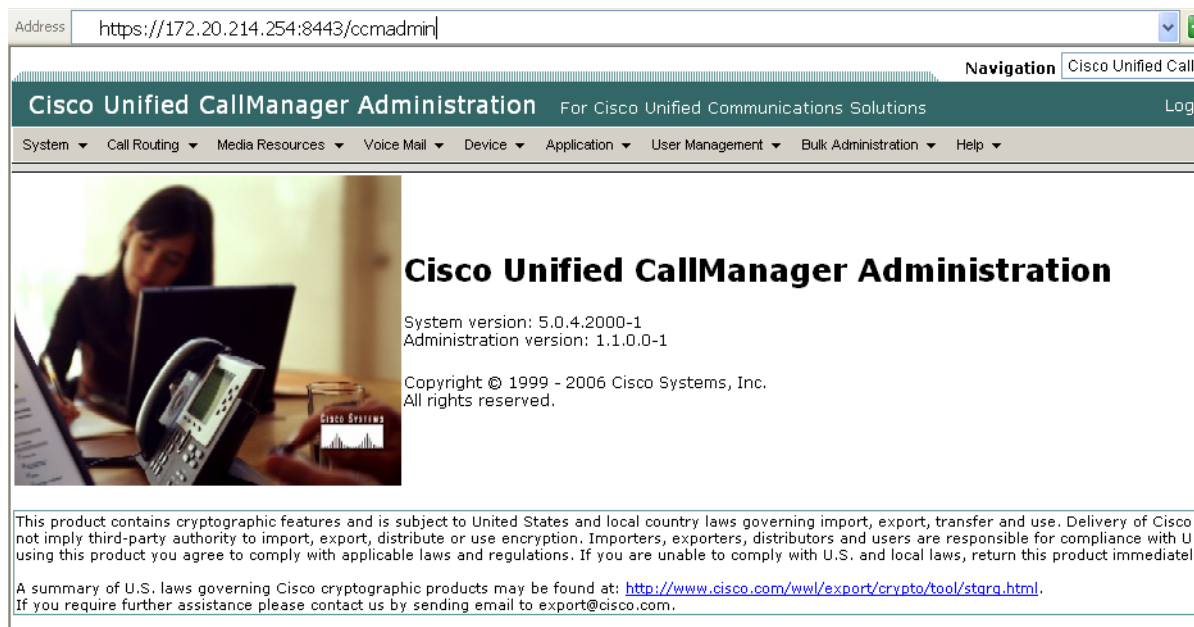 Address https://172.20.214.254:8443/ccmadmin
Navigation Cisco Unified Call
Cisco Unified CallManager Administration For Cisco Unified Communications Solutions Log
System Call Routing Media Resources Voice Mail Device Application User Management Bulk Administration Help
Cisco Unified CallManager Administration
System version: 5.0.4.2000-1
Administration version: 1.1.0.0-1
Copyright © 1999 - 2006 Cisco Systems, Inc.
All rights reserved.
CISCO SYSTEMS
This product contains cryptographic features and is subject to United States and local country laws governing import, export, transfer and use. Delivery of Cisco
not imply third-party authority to import, export, distribute or use encryption. Importers, exporters, distributors and users are responsible for compliance with U
using this product you agree to comply with applicable laws and regulations. If you are unable to comply with U.S. and local laws, return this product immediatel
A summary of U.S. laws governing Cisco cryptographic products may be found at: http://www.cisco.com/wwl/export/crypto/tool/stqrg.html.
If you require further assistance please contact us by sending email to export@cisco.com.